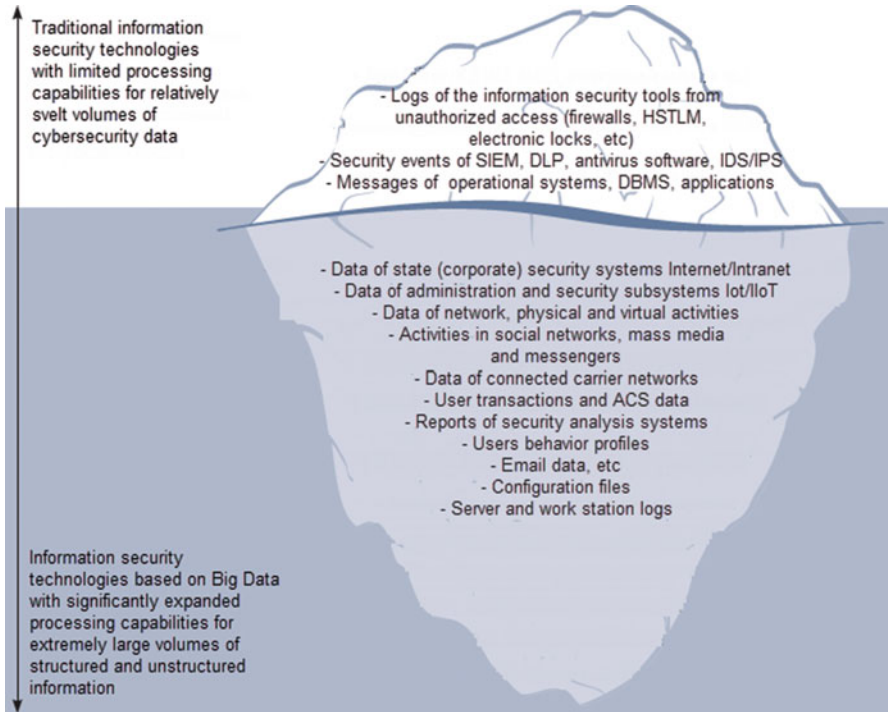 Traditional information
security technologies
with limited processing
capabilities for relatively
svelt volumes of
cybersecurity data
- Logs of the information security tools from
unauthorized access (firewalls, HSTLM,
electronic locks, etc)
- Security events of SIEM, DLP, antivirus software, IDS/IPS
- Messages of operational systems, DBMS, applications
- Data of state (corporate) security systems Internet/Intranet
- Data of administration and security subsystems Iot/IIoT
- Data of network, physical and virtual activities
- Activities in social networks, mass media
and messengers
- Data of connected carrier networks
- User transactions and ACS data
- Reports of security analysis systems
- Users behavior profiles
- Email data, etc
- Configuration files
- Server and work station logs
Information security
technologies based on Big Data
with significantly expanded
processing capabilities for
extremely large volumes of
structured and unstructured
information